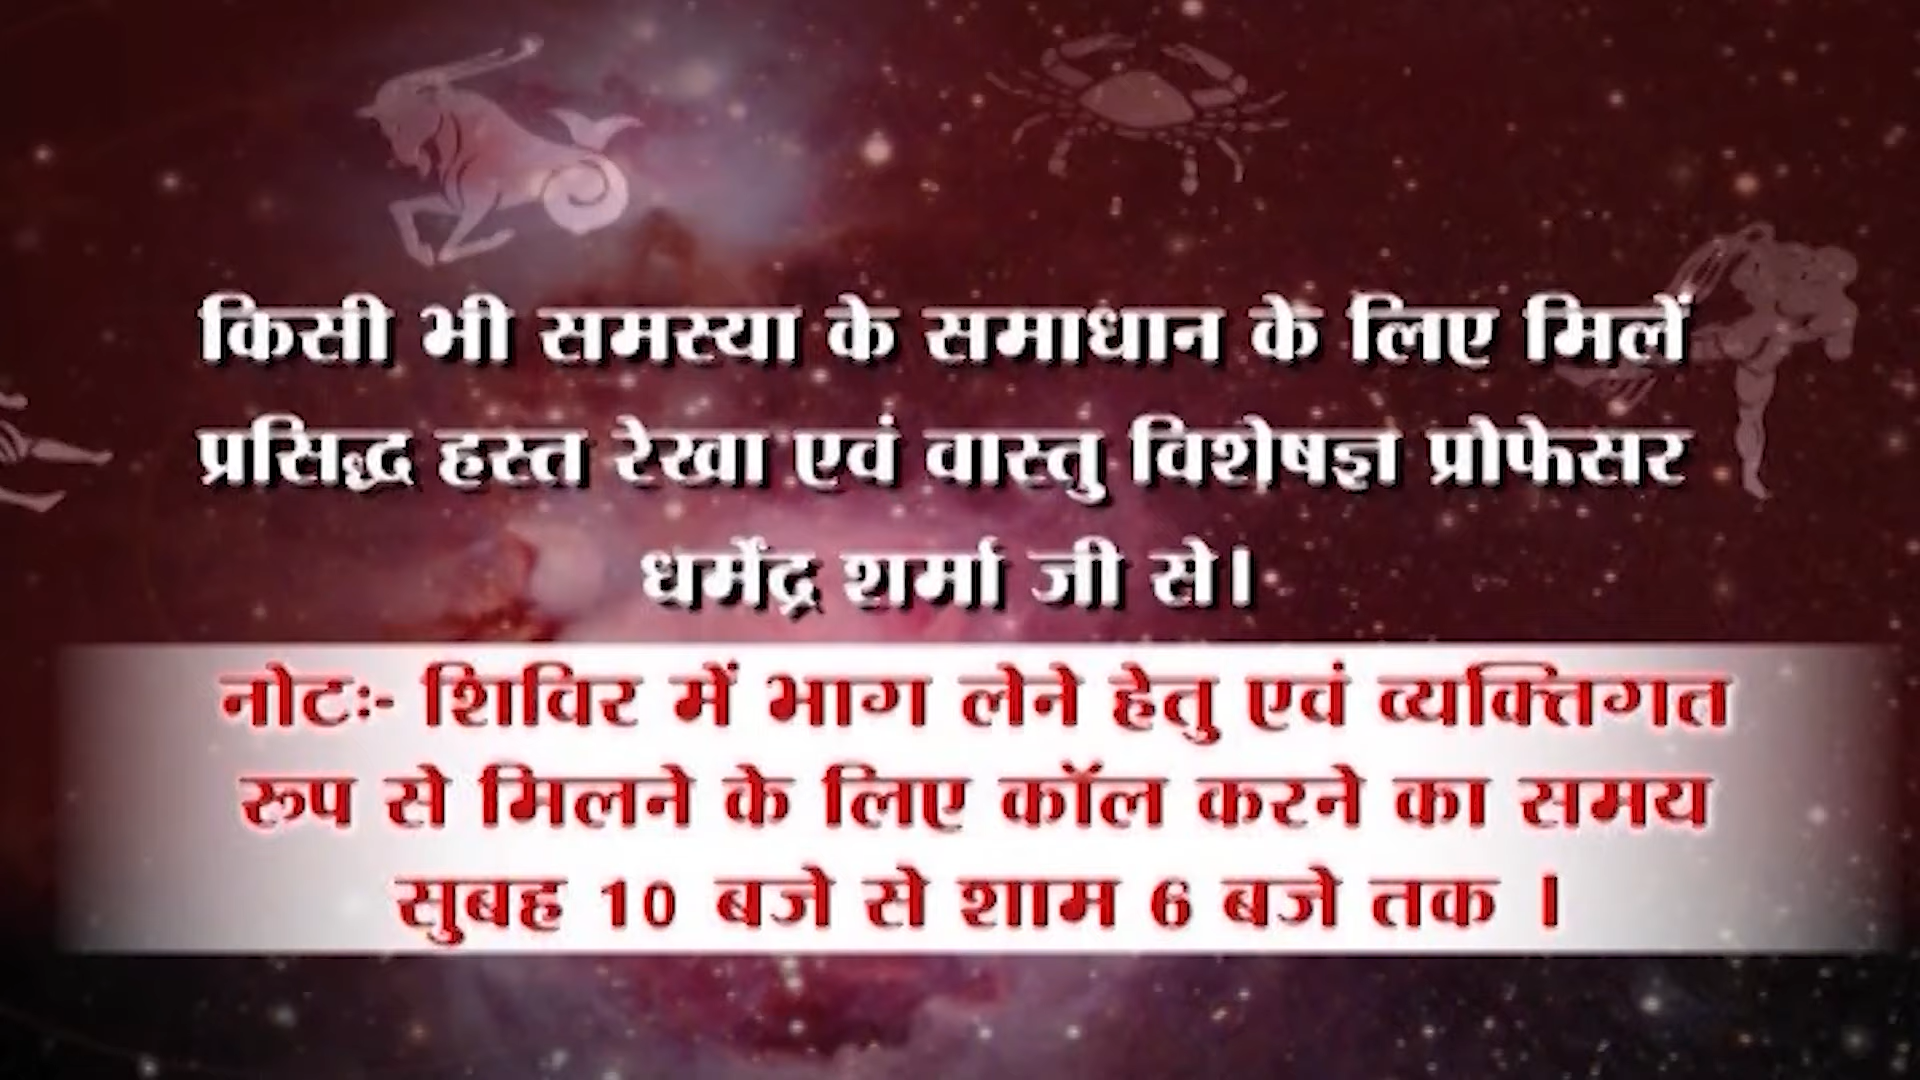 किसी भी समस्या के समाधान के लिए मिलें
प्रसिद्ध हस्त रेखा एवं वास्तु विशेषज्ञ प्रोफेसर
धर्मेंद्र शर्मा जी से।
नोटः- शिविर में भाग लेने हेतु एवं व्यक्तिगत
रूप से मिलने के लिए कॉल करने का समय
सुबह 10 बजे से शाम 6 बजे तक ।